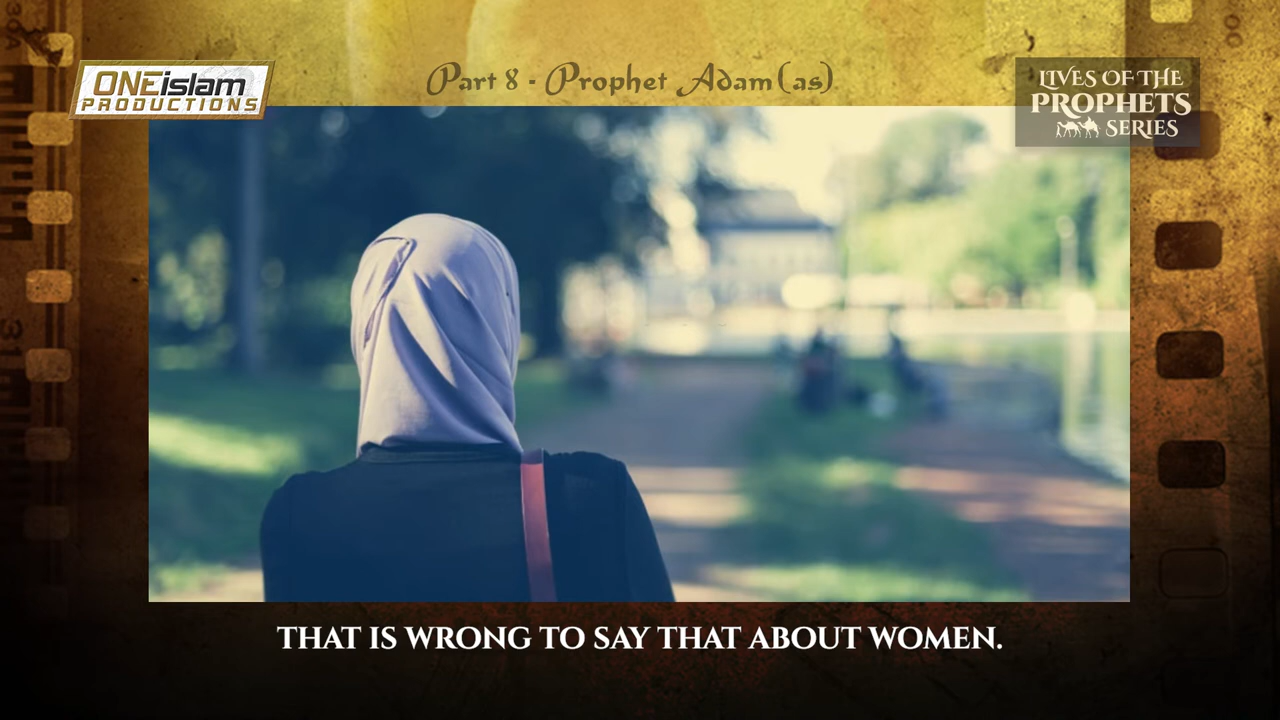 ONEislam
PRODUCTIONS
Part 8 - Prophet Adam (as)
LIVES OF THE
PROPHETS
SERIES
THAT IS WRONG TO SAY THAT ABOUT WOMEN.